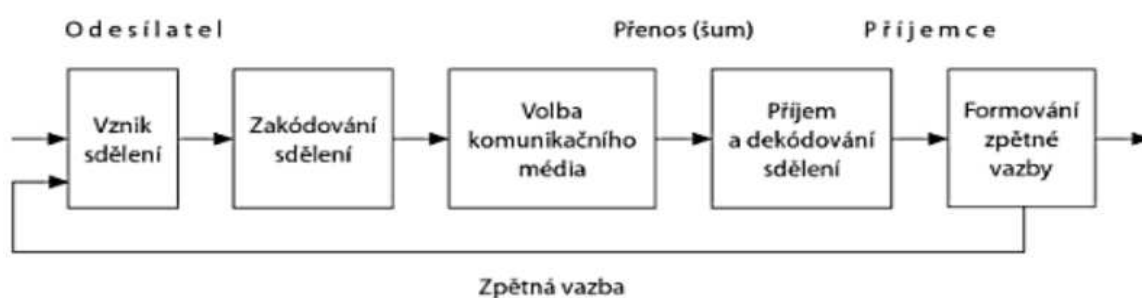 Odesílatel
Přenos (šum)
Příjemce
Vznik
sdělení
Zakódování
sdělení
Volba
komunikačního
média
Příjem
a dekódování
sdělení
Formování
zpětné
vazby
Zpětná vazba